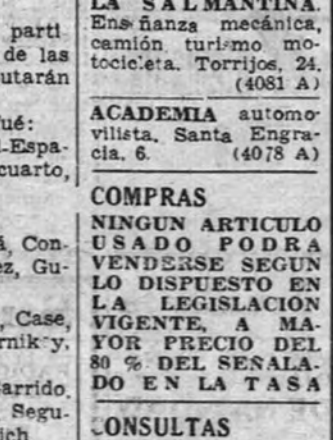 parti
de las
utarán
ué:
-Espa-
cuarto,
, Con-
ez, Gu-
, Case,
rnik y.
arrido.
Segu-
ich
LA SALMANTINA.
Enseñanza mecánica,
camión turismo mo-
tocicleta. Torrijos, 24.
(4081 A)
ACADEMIA automo-
vilista. Santa Engra-
cia. 6. (4078 A)
COMPRAS
NINGUN ARTICULO
USADO PODRA
VENDERSE SEGUN
LO DISPUESTO EN
LA LEGISLACION
VIGENTE, A MA-
YOR PRECIO DEL
80 % DEL SEÑALA-
DO EN LA TASA
CONSULTAS